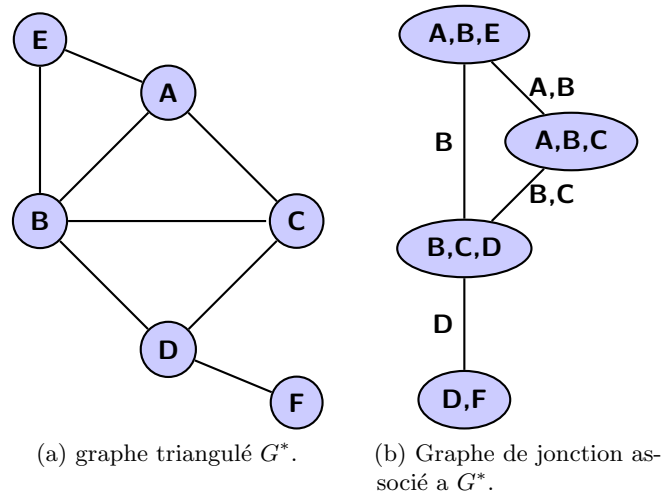 E
A
B
C
D
F
(a) graphe triangulé G*.
A,B,E
A,B
B
A,B,C
B,C
B,C,D
D
D,F
(b) Graphe de jonction as-
socié a G*.